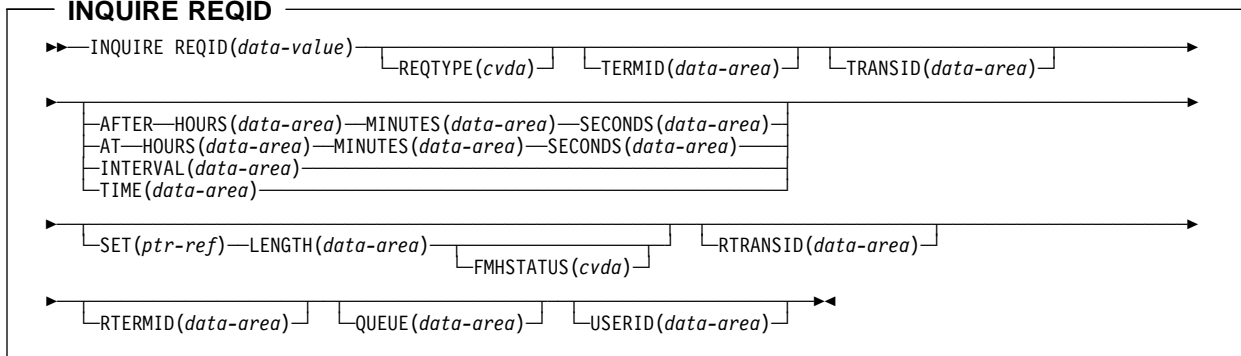 INQUIRE REQID
INQUIRE REQID(data-value)
REQTYPE(cvda) TERMID(data-area) TRANSID(data-area)
AFTER HOURS(data-area) MINUTES(data-area) SECONDS(data-area)
AT HOURS(data-area) MINUTES(data-area) SECONDS(data-area)
INTERVAL(data-area)
TIME(data-area)
SET(ptr-ref) LENGTH(data-area) RTRANSID(data-area)
FMHSTATUS(cvda)
RTERMID(data-area) QUEUE(data-area) USERID(data-area)